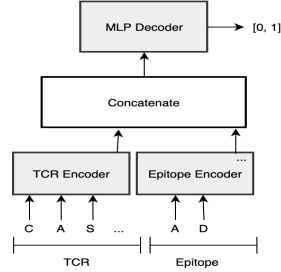 MLP Decoder
[0, 1]
Concatenate
...
TCR Encoder
Epitope Encoder
C A S ... A D
TCR Epitope